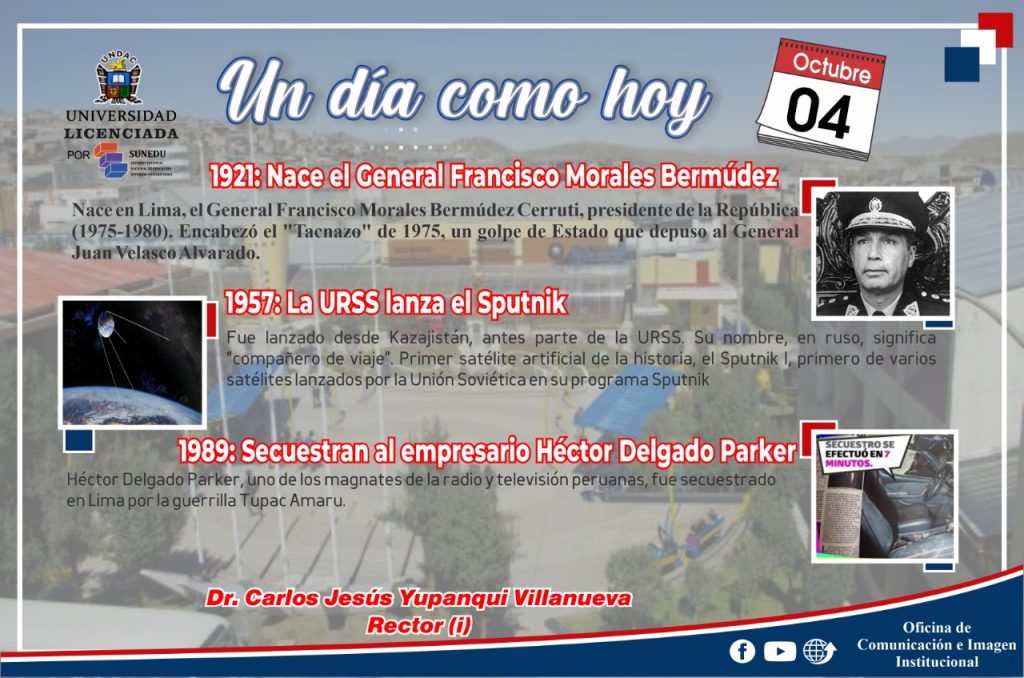 UNDAC
UNIVERSIDAD
LICENCIADA
POR SUNEDU
Un día como hoy
Octubre
04
1921: Nace el General Francisco Morales Bermúdez
Nace en Lima, el General Francisco Morales Bermúdez Cerruti, presidente de la República
(1975-1980). Encabezó el "Tacnazo" de 1975, un golpe de Estado que depuso al General
Juan Velasco Alvarado.
1957: La URSS lanza el Sputnik
Fue lanzado desde Kazajistán, antes parte de la URSS. Su nombre, en ruso, significa
“compañero de viaje”. Primer satélite artificial de la historia, el Sputnik I, primero de varios
satélites lanzados por la Unión Soviética en su programa Sputnik
1989: Secuestran al empresario Héctor Delgado Parker
Héctor Delgado Parker, uno de los magnates de la radio y televisión peruanas, fue secuestrado
en Lima por la guerrilla Tupac Amaru.
SECUESTRO SE
EFECTUÓ EN 7
MINUTOS.
Dr. Carlos Jesús Yupanqui Villanueva
Rector (i)
Oficina de
Comunicación e Imagen
Institucional